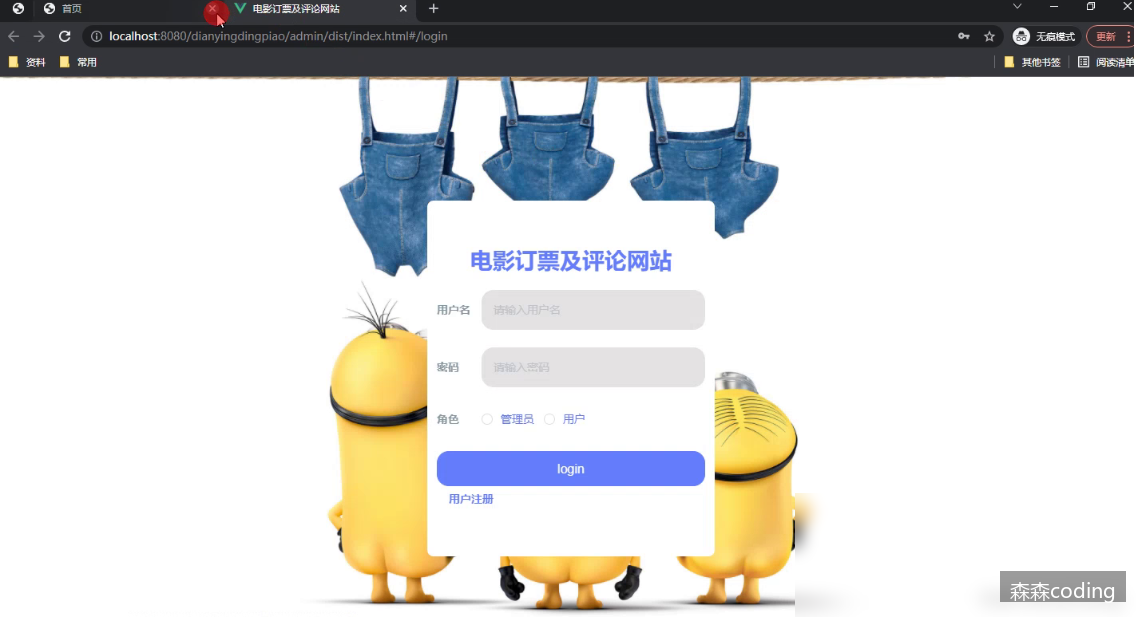 首页
电影订票及评论网站
localhost:8080/dianyingdingpiao/admin/dist/index.html#/login
无痕模式
更新
资料
常用
其他书签
阅读清单
电影订票及评论网站
用户名
请输入用户名
密码
请输入密码
角色
管理员
用户
login
用户注册
森森coding